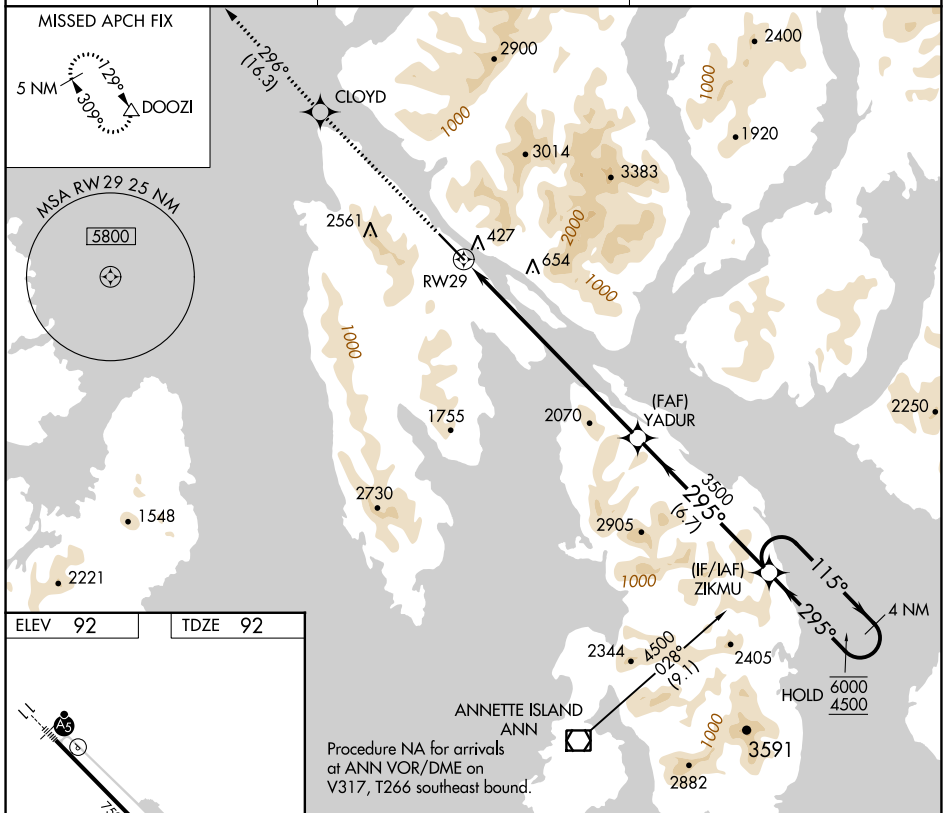 MISSED APCH FIX
5 NM
129°
309°
DOOZI
296°
(16.3)
CLOYD
2900
1000
2400
1000
1920
3014
3383
2000
1000
MSA RW29 25 NM
5800
2561
427
654
RW29
1000
1755
2070
(FAF)
YADUR
2250
2730
3500
295°
(6.7)
1548
2221
2905
1000
(IF/IAF)
ZIKMU
115°
4 NM
295°
HOLD
6000
4500
ELEV 92
TDZE 92
2344
4500
028°
(9.1)
2405
ANNETTE ISLAND
ANN
1000
3591
2882
Procedure NA for arrivals
at ANN VOR/DME on
V317, T266 southeast bound.
A5
P